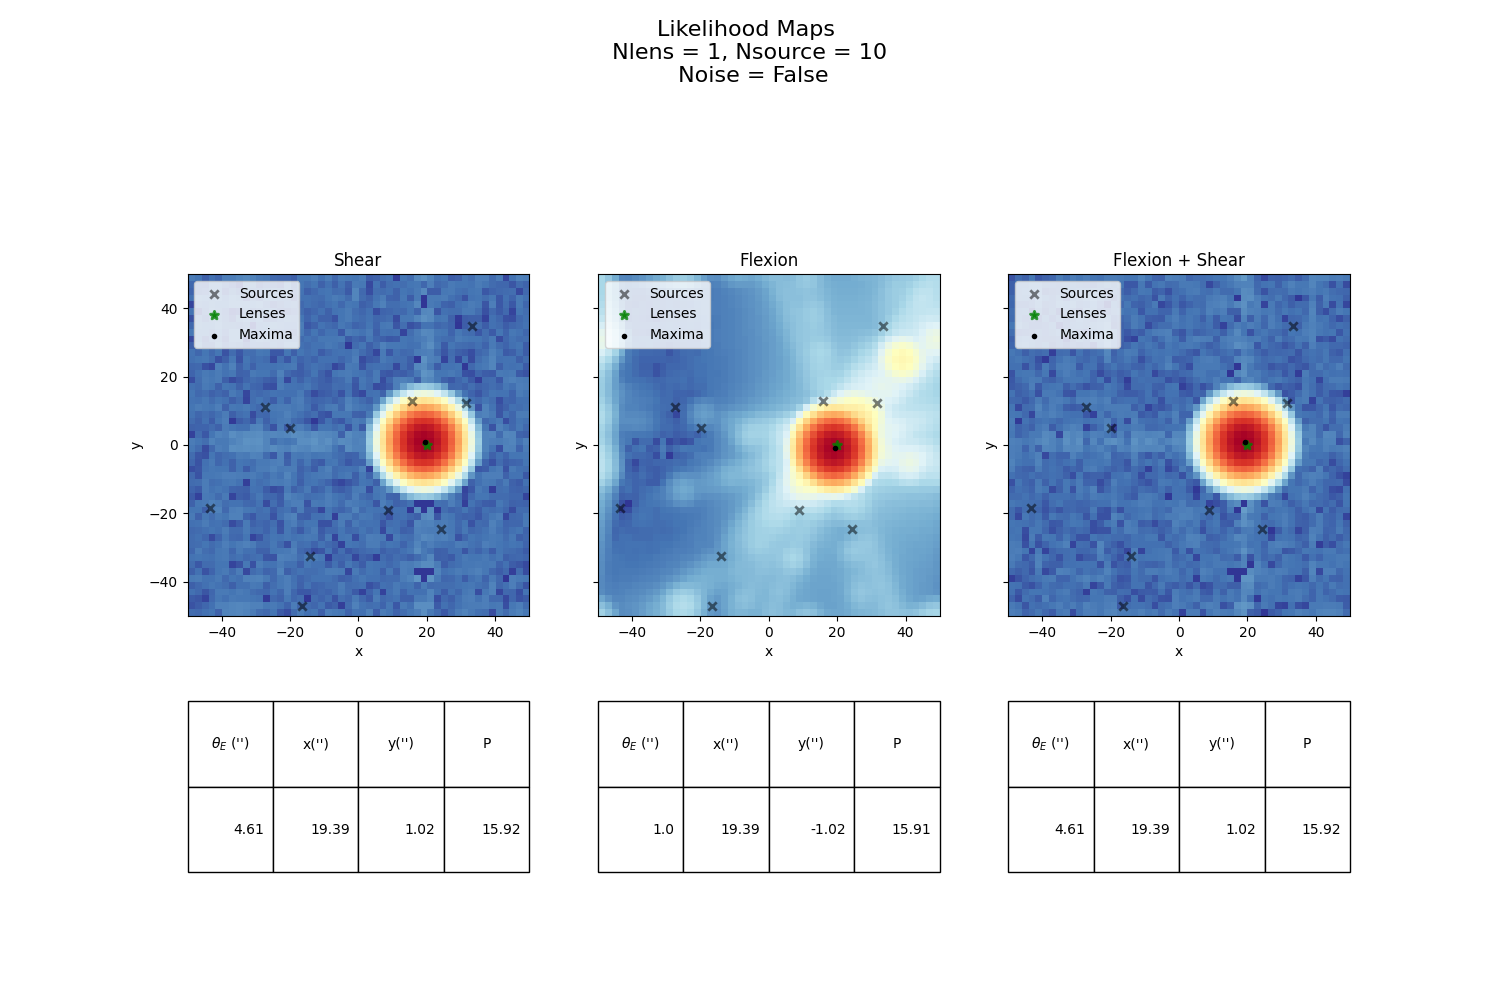 Likelihood Maps
Nlens = 1, Nsource = 10
Noise = False
Shear
Sources
Lenses
Maxima
40
20
0
−20
−40
y
−40 −20 0 20 40
x
Flexion
Sources
Lenses
Maxima
y
−40 −20 0 20 40
x
Flexion + Shear
Sources
Lenses
Maxima
y
−40 −20 0 20 40
x
θE ('') x('') y('') P
4.61 19.39 1.02 15.92
θE ('') x('') y('') P
1.0 19.39 -1.02 15.91
θE ('') x('') y('') P
4.61 19.39 1.02 15.92